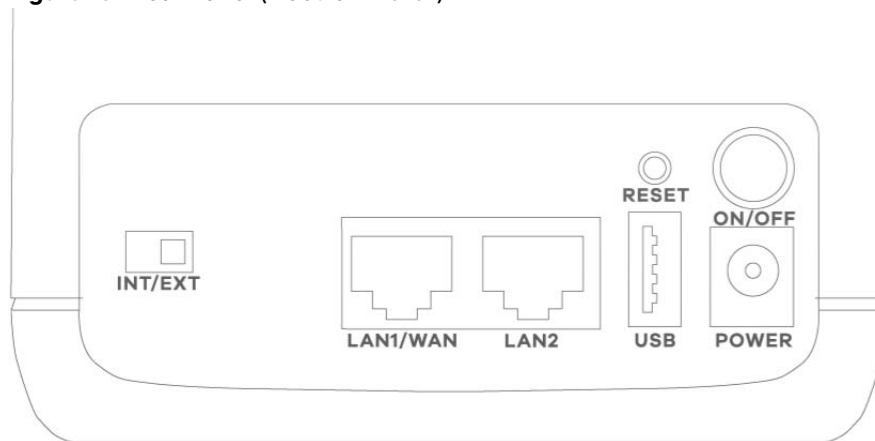 RESET
ON/OFF
INT/EXT
LAN1/WAN LAN2 USB POWER